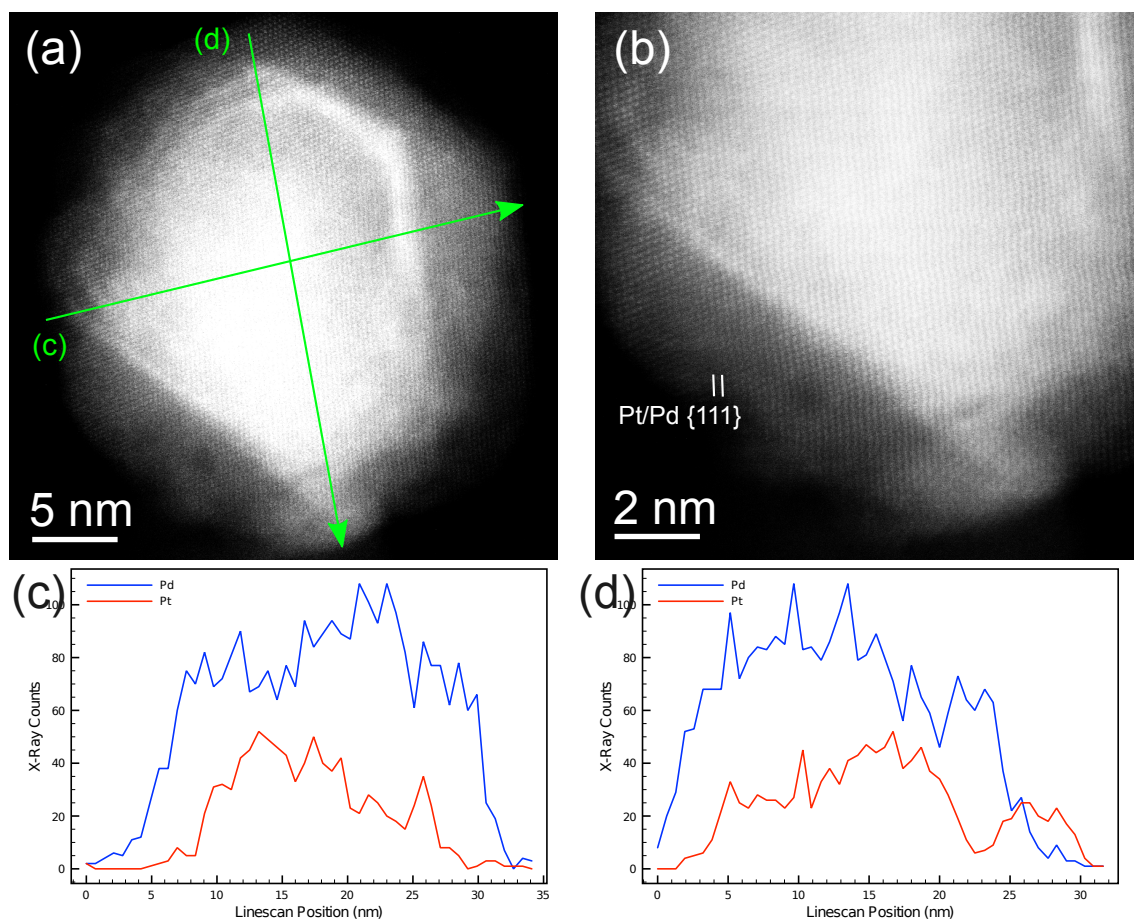 (a)
(d)
(c)
5 nm
(b)
Pt/Pd {111}
2 nm
(c)
Pd
Pt
X-Ray Counts
100
80
60
40
20
0
0 5 10 15 20 25 30 35
Linescan Position (nm)
(d)
Pd
Pt
X-Ray Counts
100
80
60
40
20
0
0 5 10 15 20 25 30
Linescan Position (nm)